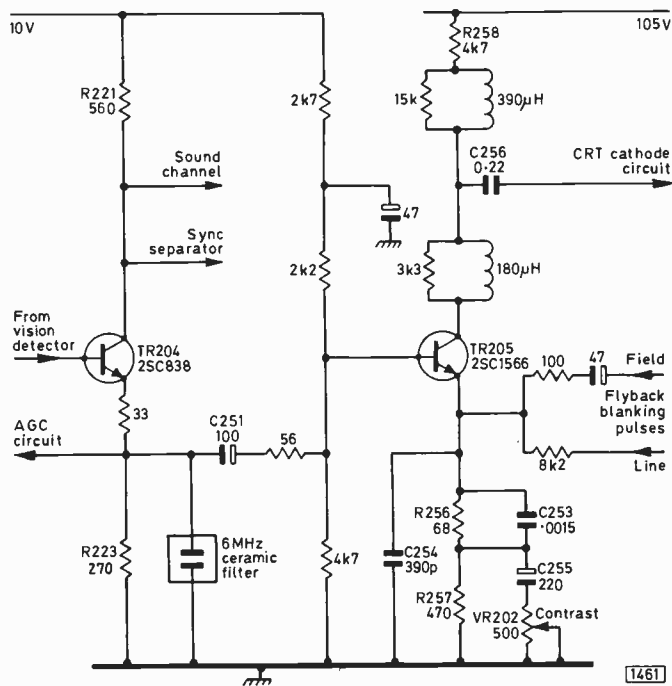 10V
105V
R258
4k7
R221
560
2k7
15k
390µH
Sound
channel
C256
0·22
CRT cathode
circuit
47
Sync
separator
2k2
3k3
180µH
From
vision
detector
TR204
2SC838
TR205
2SC1566
100
47
Field
Flyback
blanking
pulses
33
AGC
circuit
C251
100
56
8k2
Line
R256
68
C253
·0015
R223
270
6MHz
ceramic
filter
4k7
C254
390p
C255
220
R257
470
VR202
500
Contrast
1461